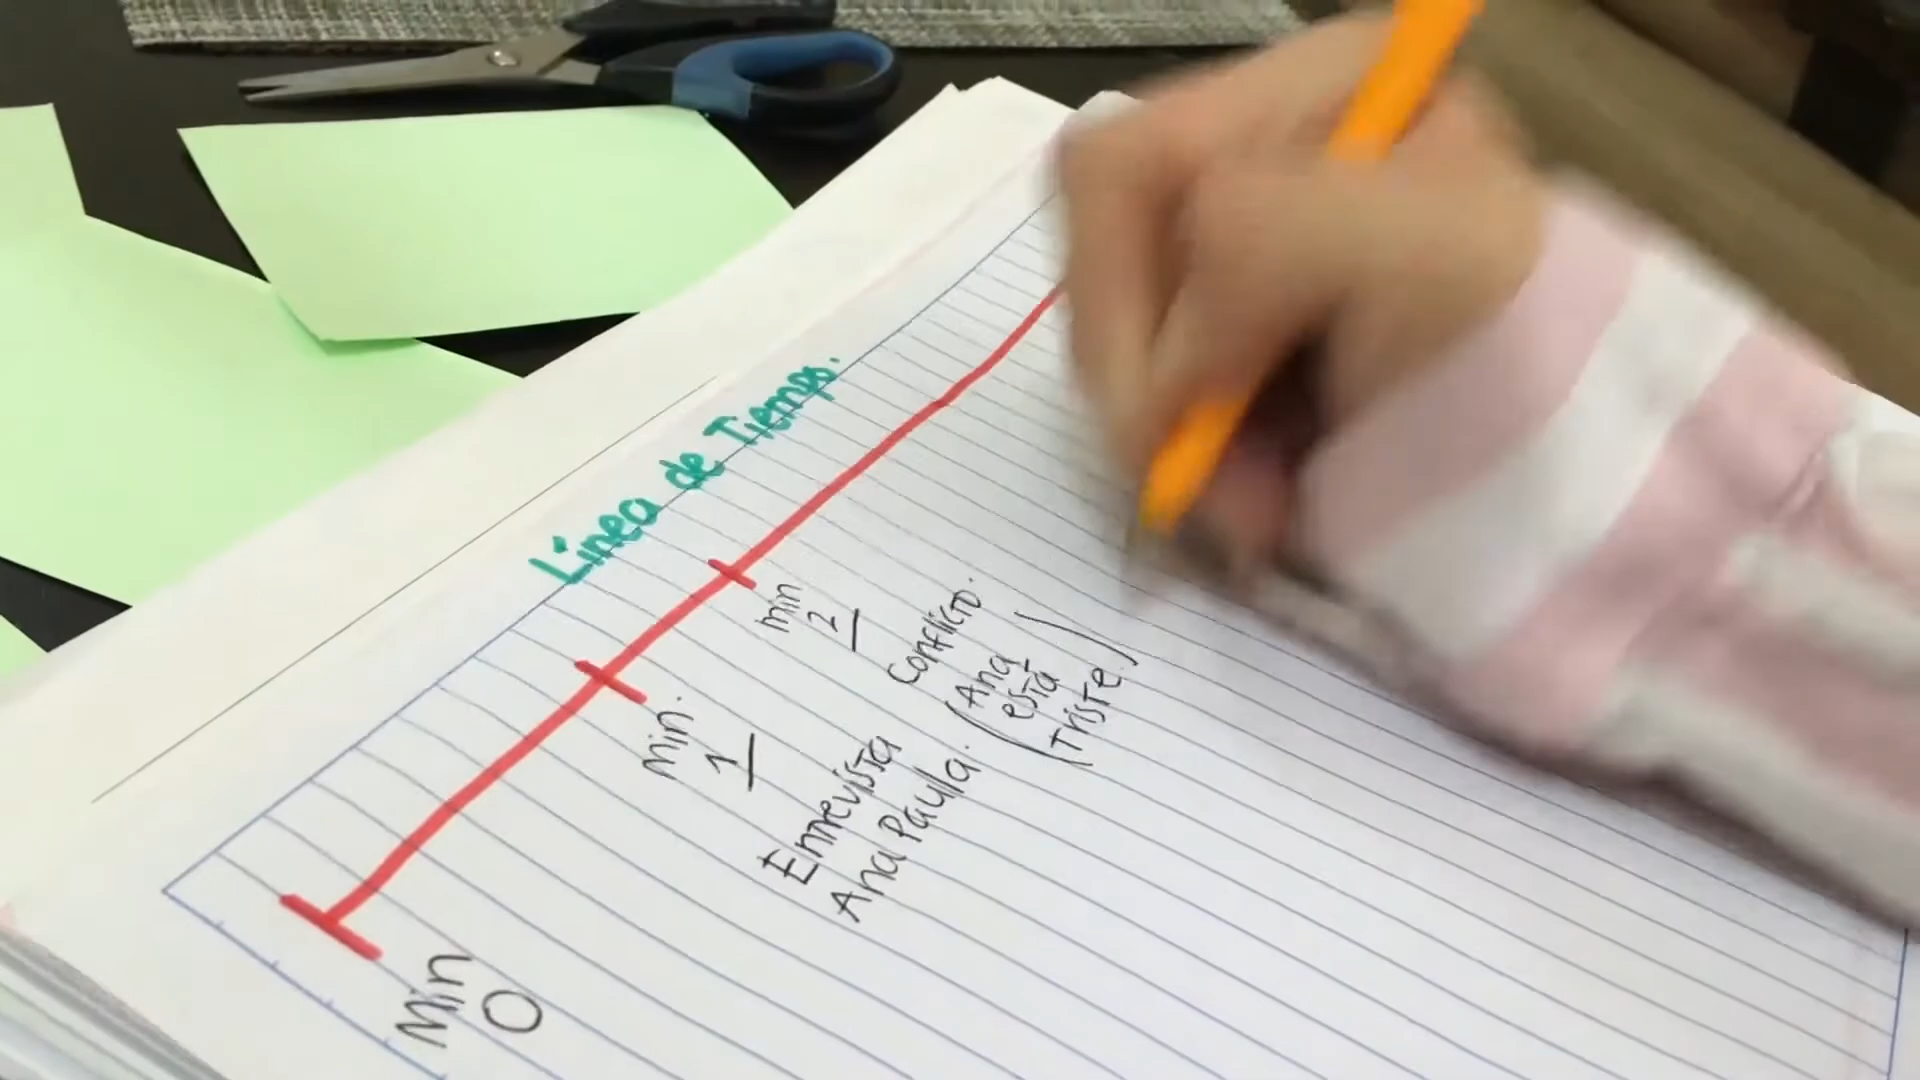 Línea de Tiempo.
Min
0
Min.
1
min
2
Entrevista
Ana Paula.
Conflicto.
(Ana
está
triste.)